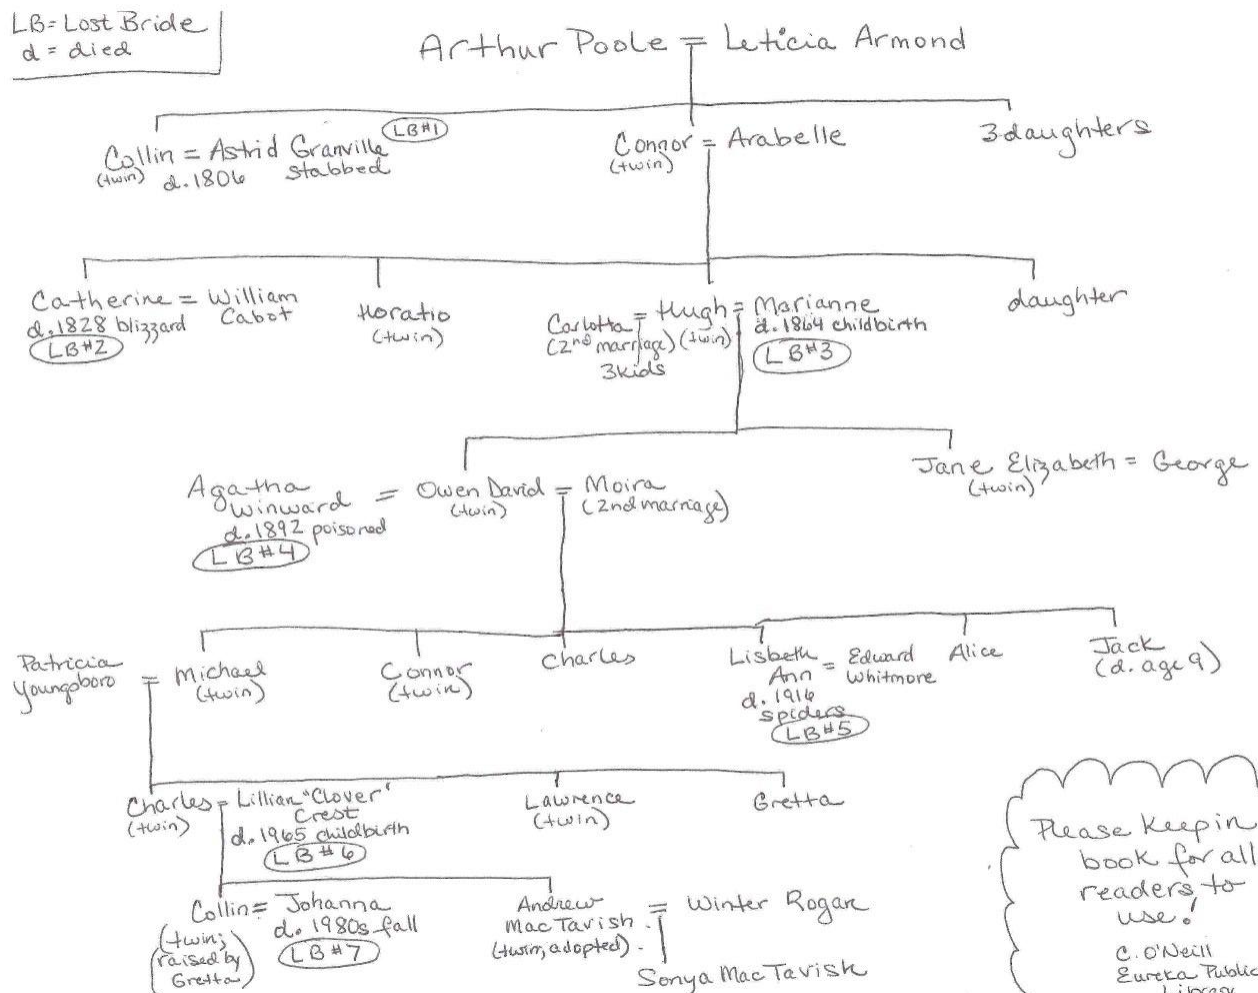 LB = Lost Bride
d = died
Arthur Poole = Leticia Armond
Collin = Astrid Granville LB#1
(twin) d. 1806 stabbed
Connor = Arabelle
(twin)
3 daughters
Catherine = William Cabot
d. 1828 blizzard
LB#2
Horatio
(twin)
Carlotta = Hugh = Marianne
(2nd marriage) (twin) d. 1864 childbirth
3 kids
LB#3
daughter
Agatha Winward = Owen David = Moira
(twin) (2nd marriage)
d. 1892 poisoned
LB#4
Jane Elizabeth = George
(twin)
Patricia Youngsboro = Michael
(twin)
Connor
(twin)
Charles
Lisbeth Ann = Edward Whitmore
d. 1916
spiders
LB#5
Alice
Jack
(d. age 9)
Charles = Lillian "Clover"
(twin) Crest
d. 1965 childbirth
LB#6
Lawrence
(twin)
Gretta
Collin = Johanna
(twin; d. 1980s fall
raised by LB#7
Gretta)
Andrew
MacTavish = Winter Rogan
(twin, adopted)
Sonya MacTavish
Please keep in
book for all
readers to
use!
C. O'Neill
Eureka Public
Library